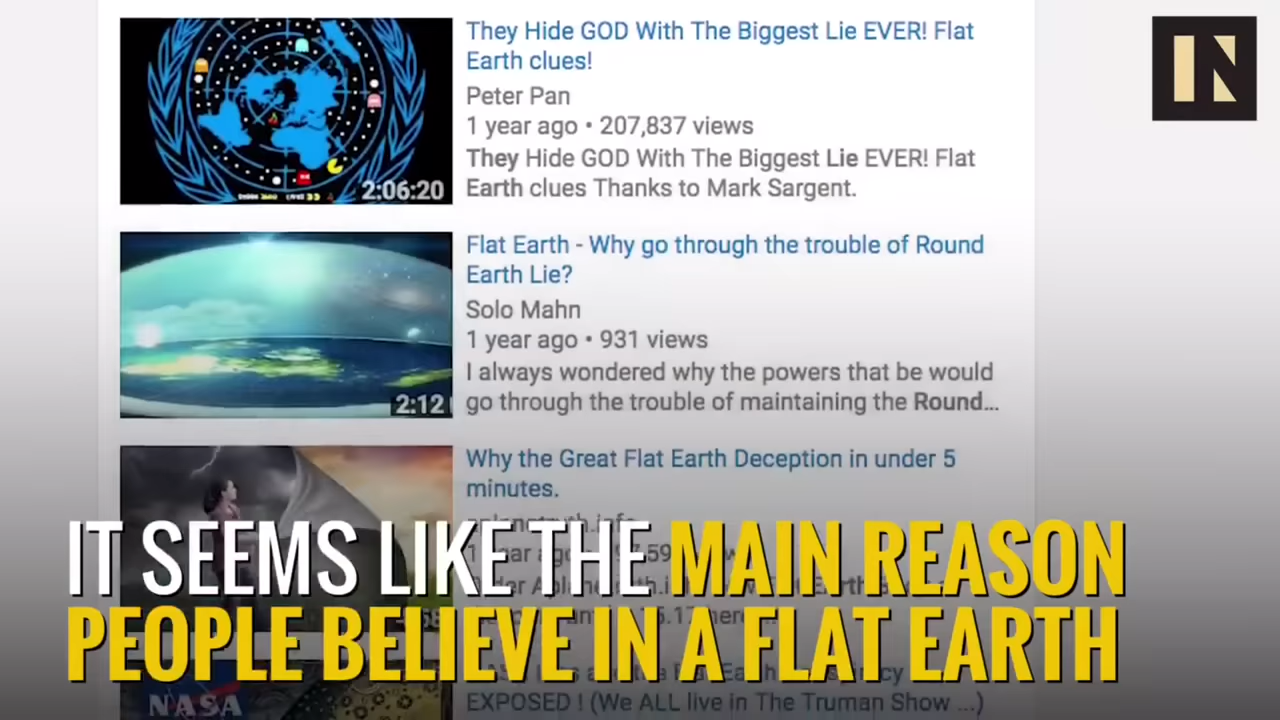 They Hide GOD With The Biggest Lie EVER! Flat
Earth clues!
Peter Pan
1 year ago • 207,837 views
They Hide GOD With The Biggest Lie EVER! Flat
Earth clues Thanks to Mark Sargent.
2:06:20
Flat Earth - Why go through the trouble of Round
Earth Lie?
Solo Mahn
1 year ago • 931 views
I always wondered why the powers that be would
go through the trouble of maintaining the Round...
2:12
Why the Great Flat Earth Deception in under 5
minutes.
IT SEEMS LIKE THE MAIN REASON
PEOPLE BELIEVE IN A FLAT EARTH
NASA
EXPOSED ! (We ALL live in The Truman Show ...)
IN